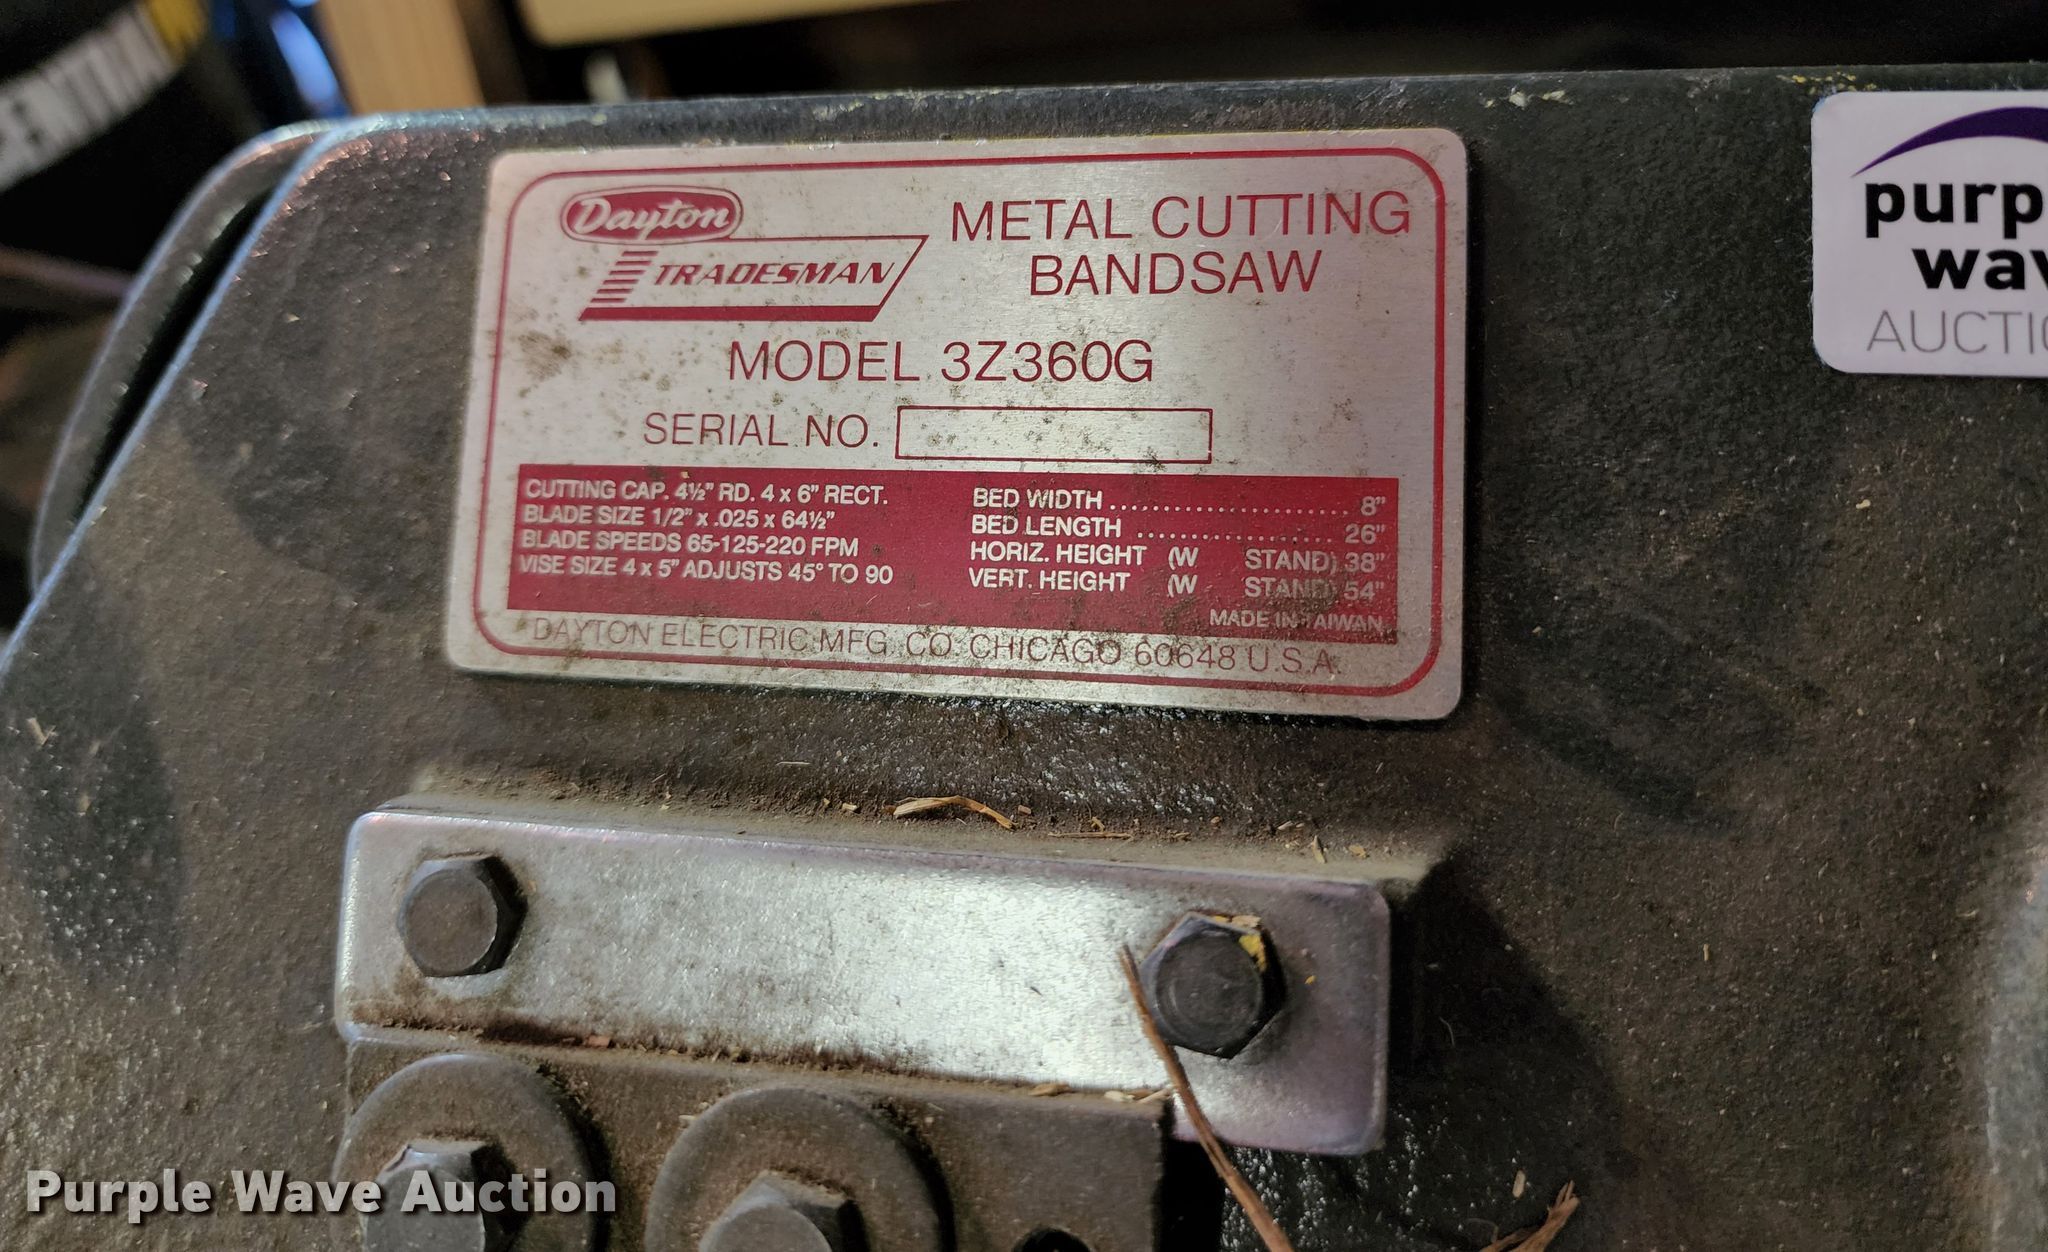 Dayton
TRADESMAN
METAL CUTTING
BANDSAW
MODEL 3Z360G
SERIAL NO.
CUTTING CAP. 4½" RD. 4 x 6" RECT.
BLADE SIZE 1/2" x .025 x 64½"
BLADE SPEEDS 65-125-220 FPM
VISE SIZE 4 x 5" ADJUSTS 45° TO 90
BED WIDTH ........................ 8"
BED LENGTH .................. 26"
HORIZ. HEIGHT (W STAND) 38"
VERT. HEIGHT (W STAND) 54"
MADE IN TAIWAN
DAYTON ELECTRIC MFG. CO. CHICAGO 60648 U.S.A.
purp
wav
AUCTIO
Purple Wave Auction